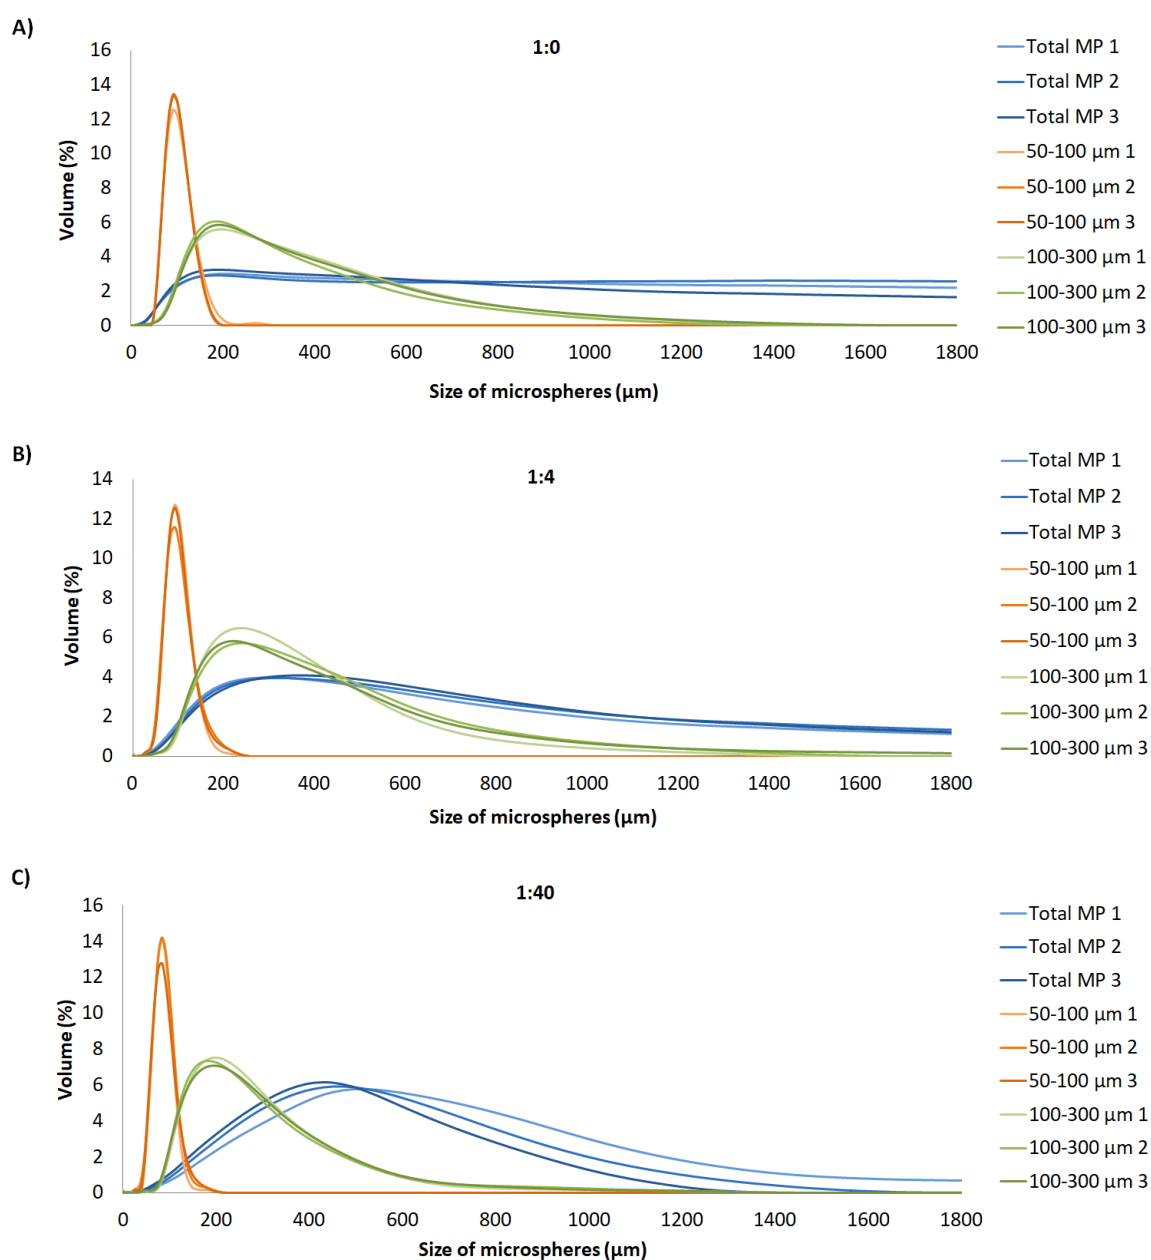 A)
1:0
16
14
12
10
8
6
4
2
0
Volume (%)
0 200 400 600 800 1000 1200 1400 1600 1800
Size of microspheres (µm)
Total MP 1
Total MP 2
Total MP 3
50-100 µm 1
50-100 µm 2
50-100 µm 3
100-300 µm 1
100-300 µm 2
100-300 µm 3
B)
1:4
14
12
10
8
6
4
2
0
Volume (%)
0 200 400 600 800 1000 1200 1400 1600 1800
Size of microspheres (µm)
Total MP 1
Total MP 2
Total MP 3
50-100 µm 1
50-100 µm 2
50-100 µm 3
100-300 µm 1
100-300 µm 2
100-300 µm 3
C)
1:40
16
14
12
10
8
6
4
2
0
Volume (%)
0 200 400 600 800 1000 1200 1400 1600 1800
Size of microspheres (µm)
Total MP 1
Total MP 2
Total MP 3
50-100 µm 1
50-100 µm 2
50-100 µm 3
100-300 µm 1
100-300 µm 2
100-300 µm 3